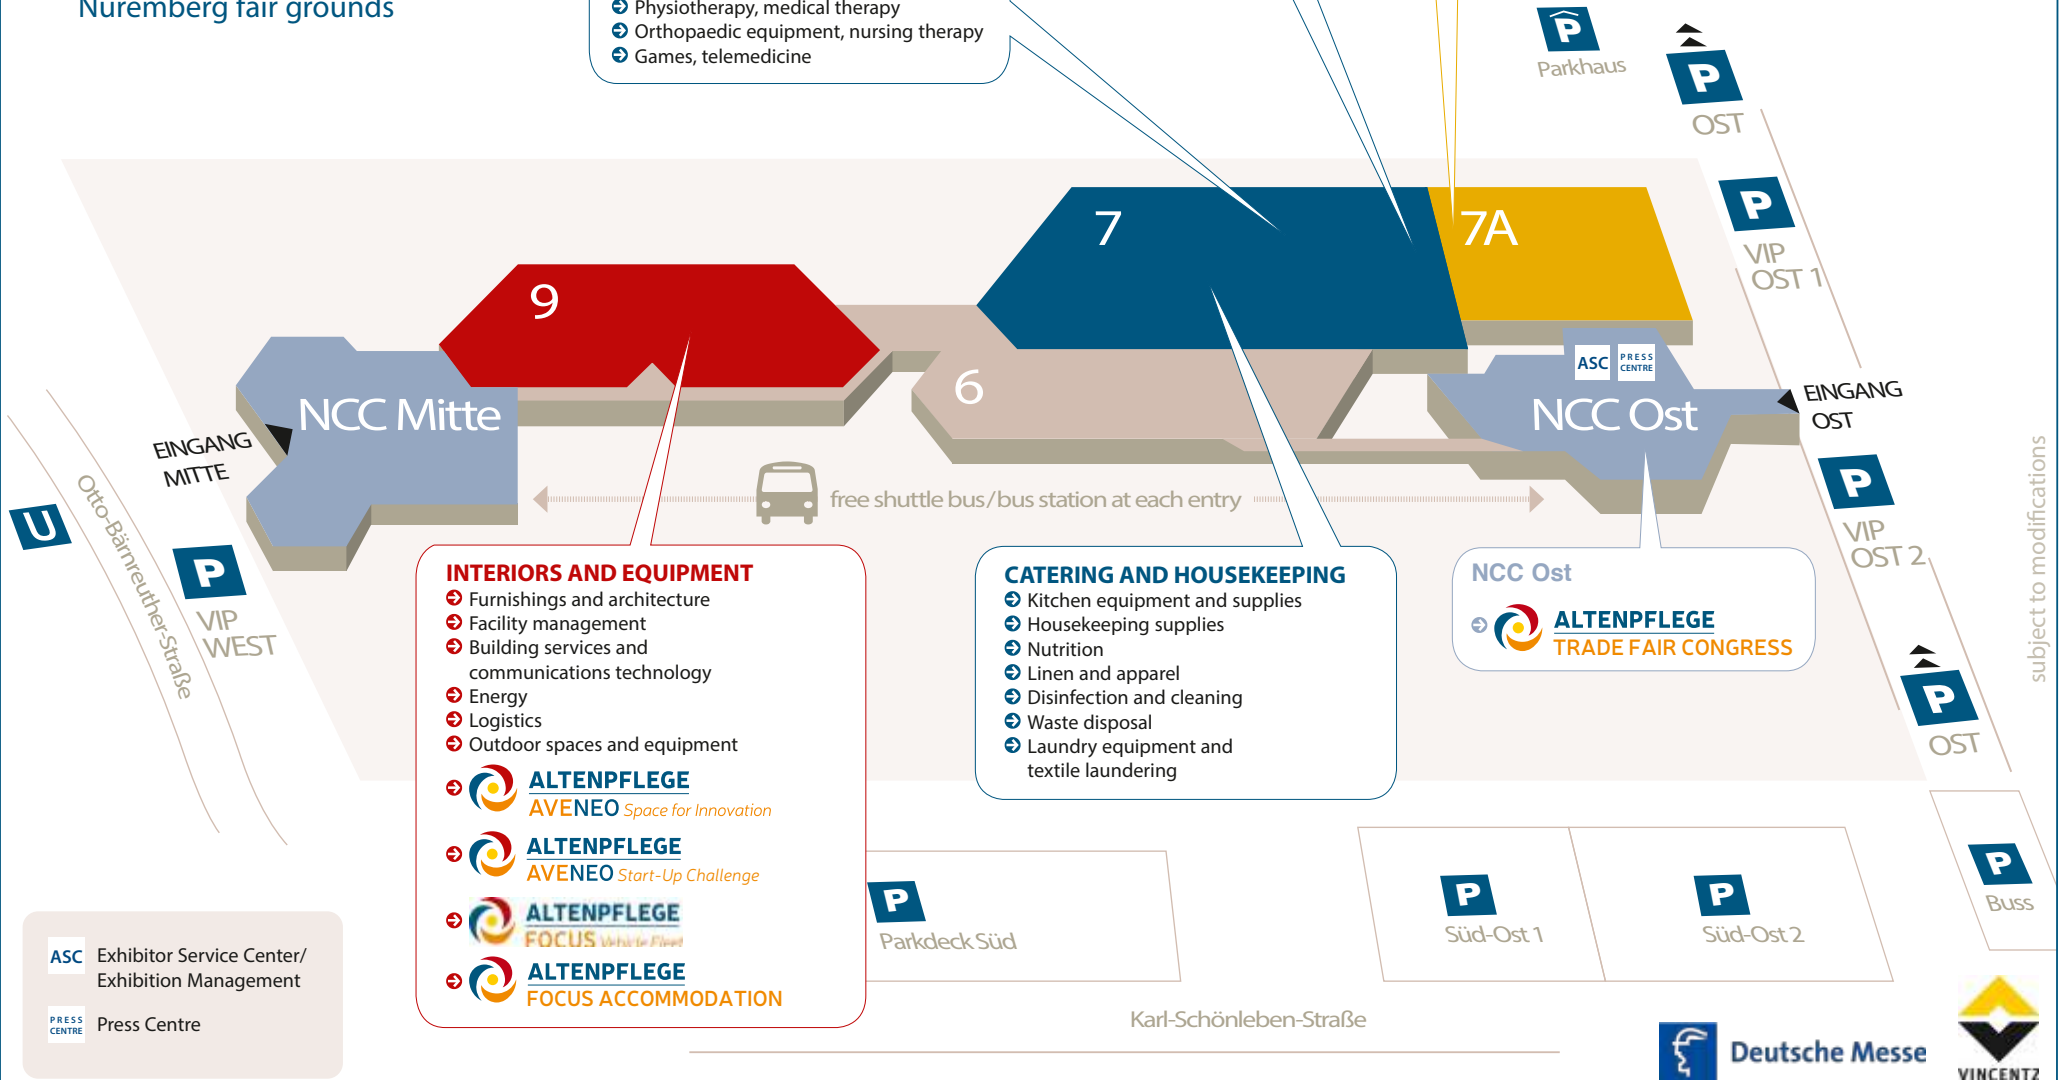 Nuremberg fair grounds
Physiotherapy, medical therapy
Orthopaedic equipment, nursing therapy
Games, telemedicine
P
Parkhaus
P
OST
P
VIP
OST 1
7
7A
9
6
ASC
PRESS
CENTRE
NCC Mitte
NCC Ost
EINGANG
OST
EINGANG
MITTE
U
Otto-Bärnreuther-Straße
P
VIP
WEST
free shuttle bus/bus station at each entry
P
VIP
OST 2
P
OST
subject to modifications
INTERIORS AND EQUIPMENT
Furnishings and architecture
Facility management
Building services and
communications technology
Energy
Logistics
Outdoor spaces and equipment
ALTENPFLEGE
AVENEO Space for Innovation
ALTENPFLEGE
AVENEO Start-Up Challenge
ALTENPFLEGE
FOCUS Vehicle Fleet
ALTENPFLEGE
FOCUS ACCOMMODATION
CATERING AND HOUSEKEEPING
Kitchen equipment and supplies
Housekeeping supplies
Nutrition
Linen and apparel
Disinfection and cleaning
Waste disposal
Laundry equipment and
textile laundering
NCC Ost
ALTENPFLEGE
TRADE FAIR CONGRESS
P
Parkdeck Süd
P
Süd-Ost 1
P
Süd-Ost 2
P
Buss
Karl-Schönleben-Straße
ASC Exhibitor Service Center/
Exhibition Management
PRESS
CENTRE Press Centre
Deutsche Messe
VINCENTZ